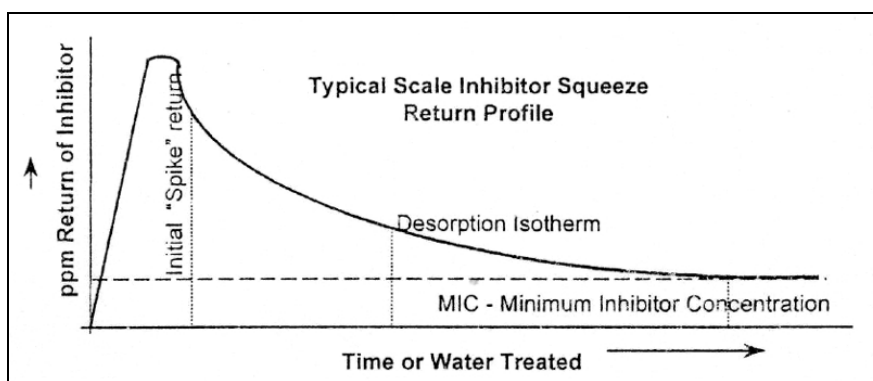 Typical Scale Inhibitor Squeeze
Return Profile
ppm Return of Inhibitor
Initial "Spike" return
Desorption Isotherm
MIC - Minimum Inhibitor Concentration
Time or Water Treated